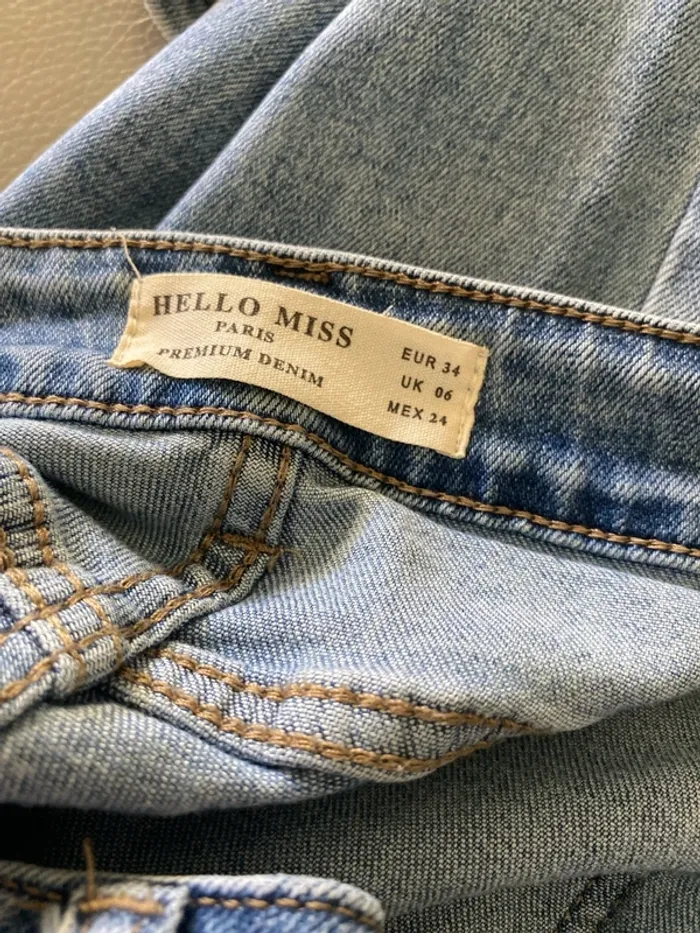 HELLO MISS
PARIS
PREMIUM DENIM
EUR 34
UK 06
MEX 24